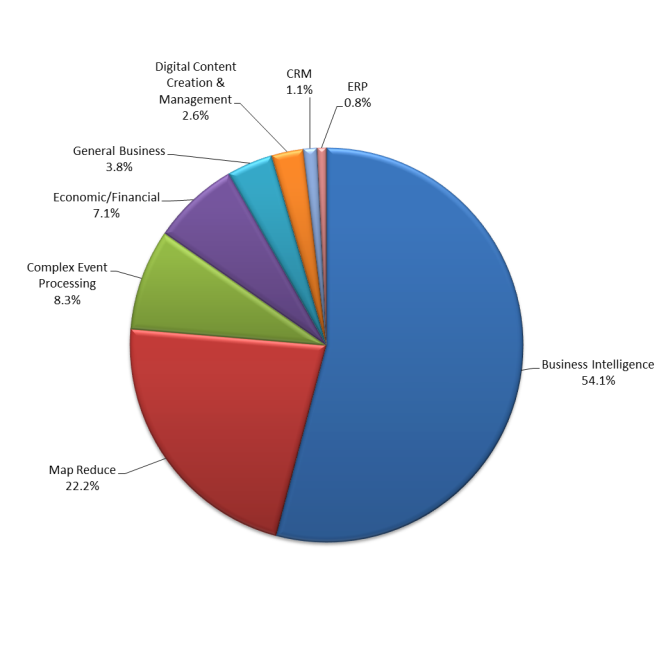 Digital Content
Creation &
Management
2.6%
CRM
1.1%
ERP
0.8%
General Business
3.8%
Economic/Financial
7.1%
Complex Event
Processing
8.3%
Business Intelligence
54.1%
Map Reduce
22.2%